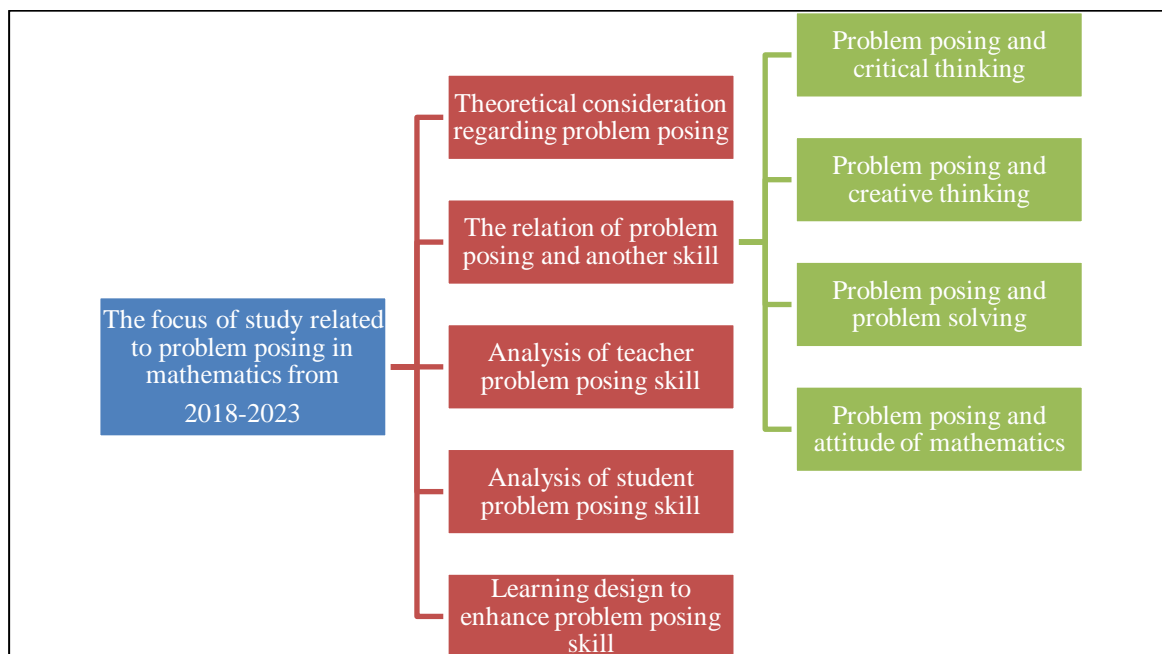 The focus of study related
to problem posing in
mathematics from
2018-2023
Theoretical consideration
regarding problem posing
The relation of problem
posing and another skill
Analysis of teacher
problem posing skill
Analysis of student
problem posing skill
Learning design to
enhance problem posing
skill
Problem posing and
critical thinking
Problem posing and
creative thinking
Problem posing and
problem solving
Problem posing and
attitude of mathematics